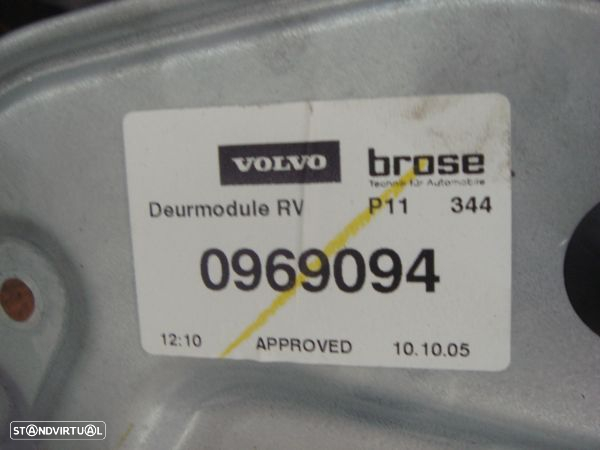 VOLVO brose
Technik für Automobile
Deurmodule RV P11 344
0969094
12:10 APPROVED 10.10.05
STANDVIRTUAL